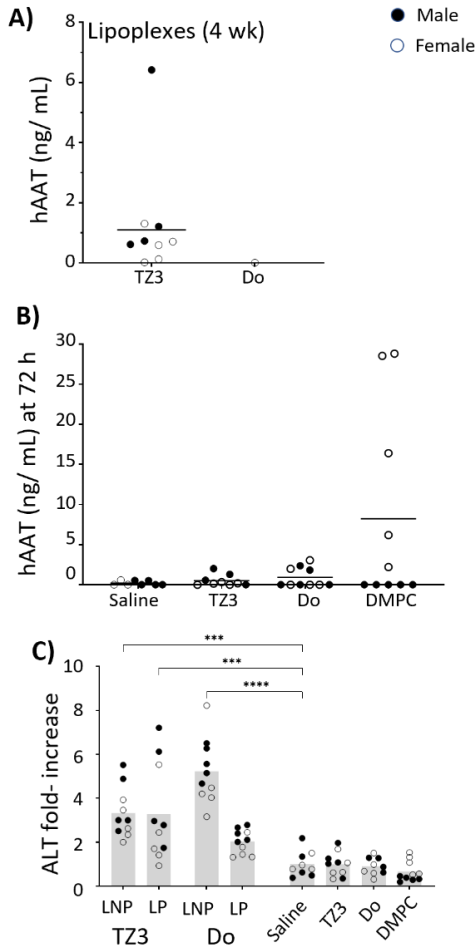 A)
Lipoplexes (4 wk)
Male
Female
hAAT (ng/ mL)
8
6
4
2
0
TZ3 Do
B)
hAAT (ng/ mL) at 72 h
30
25
20
15
10
5
0
Saline TZ3 Do DMPC
C)
***
***
****
ALT fold- increase
10
8
6
4
2
0
LNP LP LNP LP Saline TZ3 Do DMPC
TZ3 Do